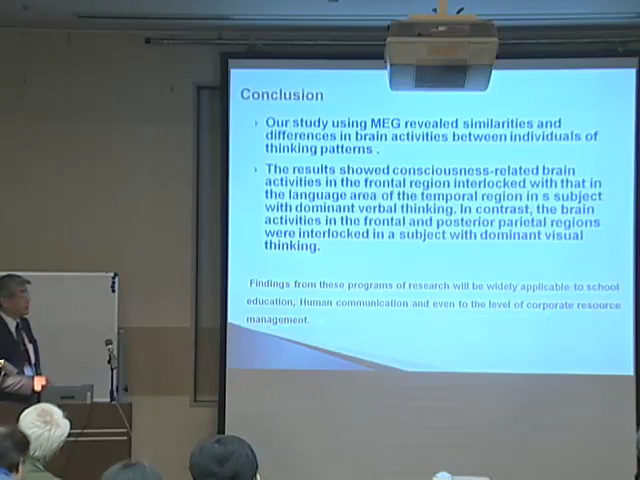 Conclusion
Our study using MEG revealed similarities and
differences in brain activities between individuals of
thinking patterns .
The results showed consciousness-related brain
activities in the frontal region interlocked with that in
the language area of the temporal region in s subject
with dominant verbal thinking. In contrast, the brain
activities in the frontal and posterior parietal regions
were interlocked in a subject with dominant visual
thinking.
Findings from these programs of research will be widely applicable to school
education, Human communication and even to the level of corporate resource
management.